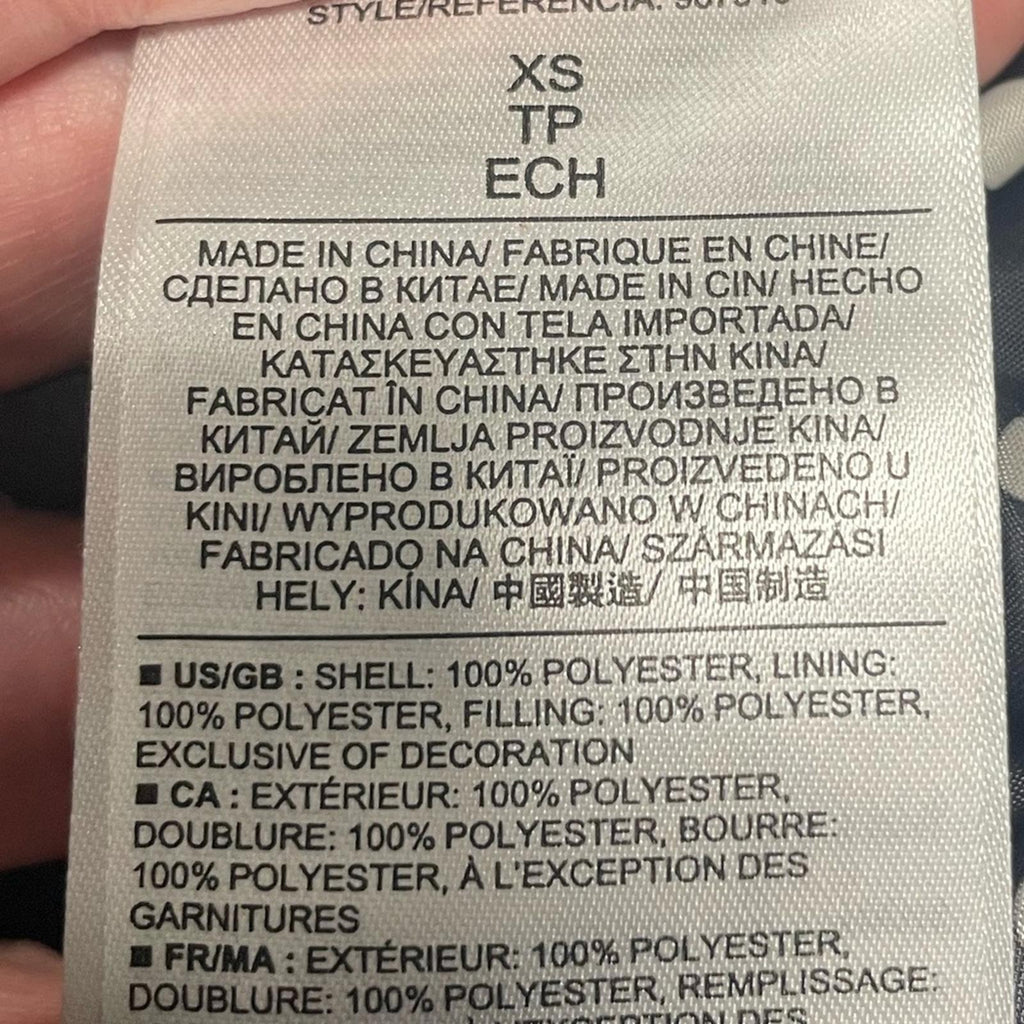 STYLE/REFERENCIA:
XS
TP
ECH
MADE IN CHINA/ FABRIQUE EN CHINE/
СДЕЛАНО В КИТАЕ/ MADE IN CIN/ HECHO
EN CHINA CON TELA IMPORTADA/
ΚΑΤΑΣΚΕΥΑΣΤΗΚΕ ΣΤΗΝ ΚΙΝΑ/
FABRICAT ÎN CHINA/ ПРОИЗВЕДЕНО В
КИТАЙ/ ZEMLJA PROIZVODNJE KINA/
ВИРОБЛЕНО В КИТАЇ/ PROIZVEDENO U
KINI/ WYPRODUKOWANO W CHINACH/
FABRICADO NA CHINA/ SZÁRMAZÁSI
HELY: KÍNA/ 中國製造/ 中国制造
■ US/GB : SHELL: 100% POLYESTER, LINING:
100% POLYESTER, FILLING: 100% POLYESTER,
EXCLUSIVE OF DECORATION
■ CA : EXTÉRIEUR: 100% POLYESTER,
DOUBLURE: 100% POLYESTER, BOURRE:
100% POLYESTER, À L'EXCEPTION DES
GARNITURES
■ FR/MA : EXTÉRIEUR: 100% POLYESTER,
DOUBLURE: 100% POLYESTER, REMPLISSAGE:
À L'EXCEPTION DES